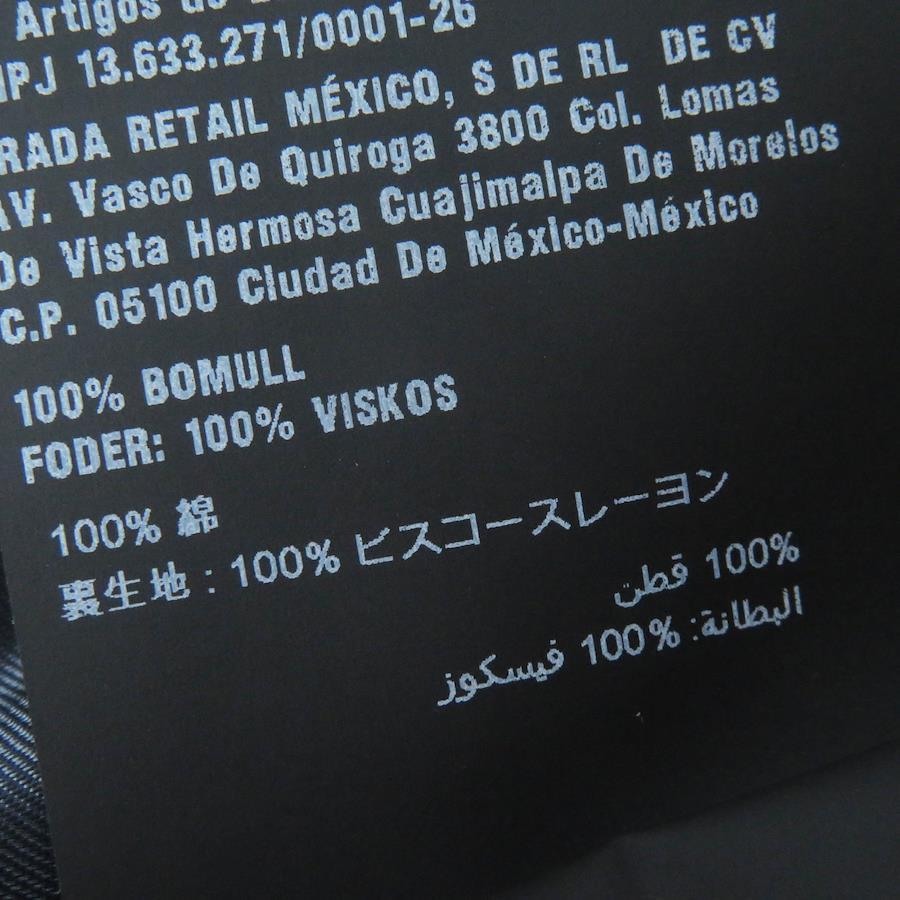 Artigos de
NPJ 13.633.271/0001-26
RADA RETAIL MÉXICO, S DE RL DE CV
AV. Vasco De Quiroga 3800 Col. Lomas
De Vista Hermosa Cuajimalpa De Morelos
C.P. 05100 Ciudad De México-México
100% BOMULL
FODER: 100% VISKOS
100% 綿
裏生地 : 100% ビスコースレーヨン
100% قطن
البطانة: 100% فيسكوز